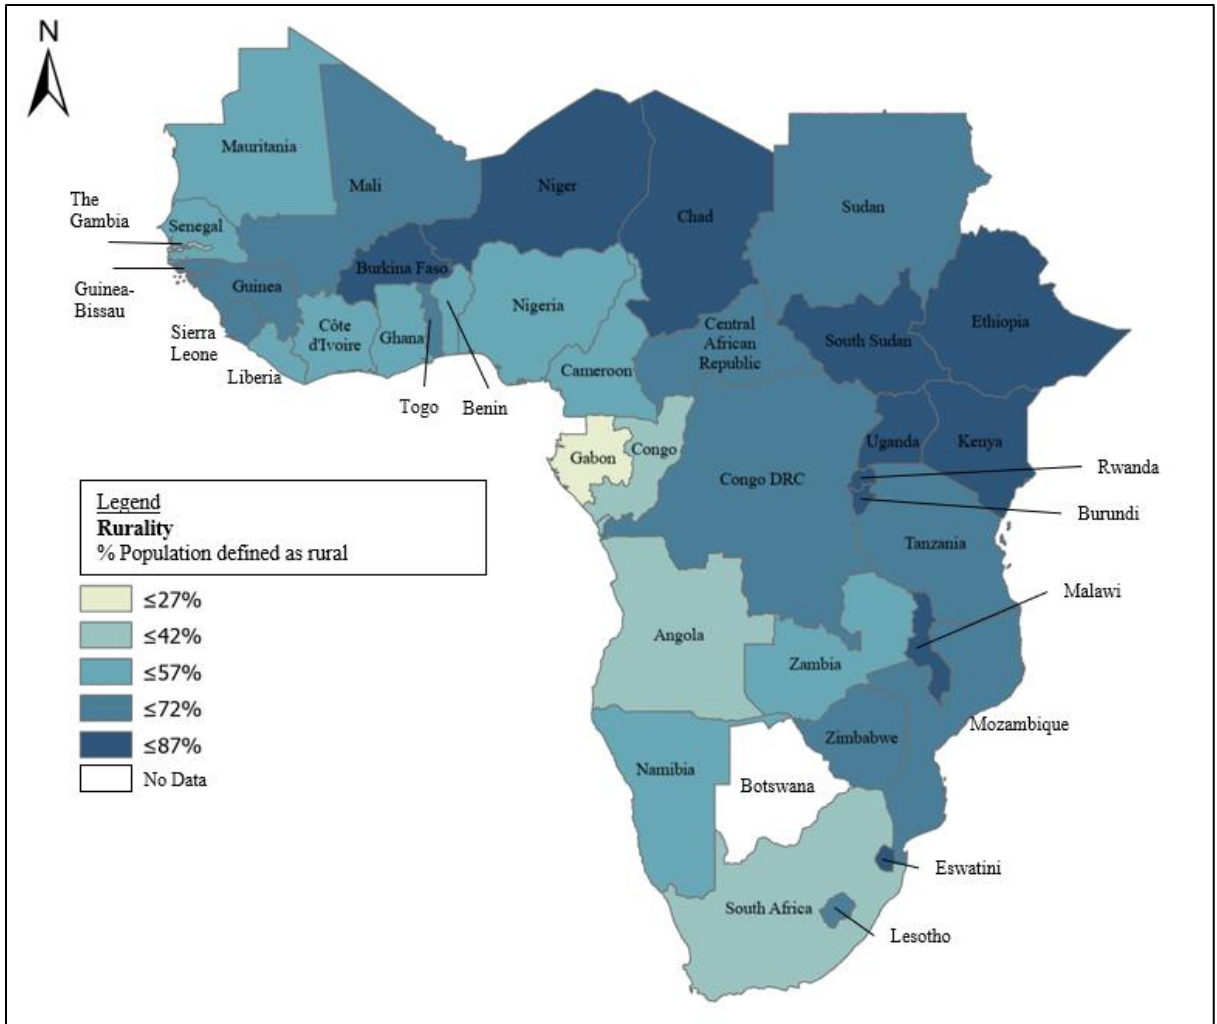 N
Mauritania
Mali
Niger
Chad
Sudan
The
Gambia
Senegal
Burkina Faso
Guinea-
Bissau
Guinea
Nigeria
Ethiopia
Sierra
Leone
Côte
d'Ivoire
Ghana
Central
African
Republic
South Sudan
Liberia
Cameroon
Togo
Benin
Uganda
Kenya
Gabon
Congo
Congo DRC
Rwanda
Burundi
Tanzania
Malawi
Angola
Zambia
Mozambique
Zimbabwe
Namibia
Botswana
Eswatini
South Africa
Lesotho
Legend
Rurality
% Population defined as rural
≤27%
≤42%
≤57%
≤72%
≤87%
No Data